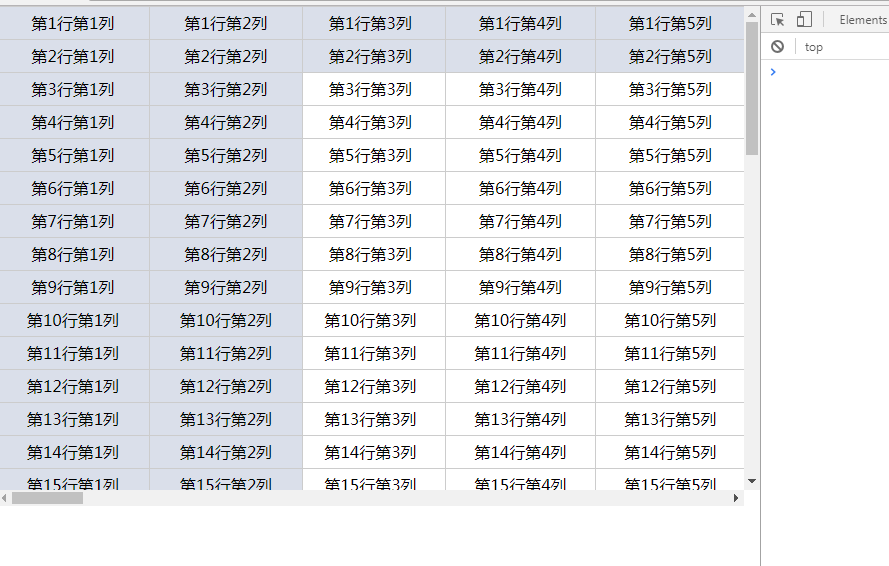 第1行第1列 第1行第2列 第1行第3列 第1行第4列 第1行第5列 Elements
第2行第1列 第2行第2列 第2行第3列 第2行第4列 第2行第5列 top
第3行第1列 第3行第2列 第3行第3列 第3行第4列 第3行第5列
第4行第1列 第4行第2列 第4行第3列 第4行第4列 第4行第5列
第5行第1列 第5行第2列 第5行第3列 第5行第4列 第5行第5列
第6行第1列 第6行第2列 第6行第3列 第6行第4列 第6行第5列
第7行第1列 第7行第2列 第7行第3列 第7行第4列 第7行第5列
第8行第1列 第8行第2列 第8行第3列 第8行第4列 第8行第5列
第9行第1列 第9行第2列 第9行第3列 第9行第4列 第9行第5列
第10行第1列 第10行第2列 第10行第3列 第10行第4列 第10行第5列
第11行第1列 第11行第2列 第11行第3列 第11行第4列 第11行第5列
第12行第1列 第12行第2列 第12行第3列 第12行第4列 第12行第5列
第13行第1列 第13行第2列 第13行第3列 第13行第4列 第13行第5列
第14行第1列 第14行第2列 第14行第3列 第14行第4列 第14行第5列
第15行第1列 第15行第2列 第15行第3列 第15行第4列 第15行第5列